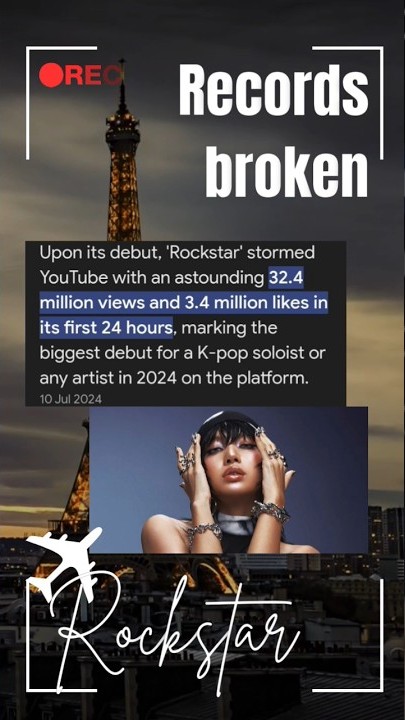 REC
Records
broken
Upon its debut, 'Rockstar' stormed
YouTube with an astounding 32.4
million views and 3.4 million likes in
its first 24 hours, marking the
biggest debut for a K-pop soloist or
any artist in 2024 on the platform.
10 Jul 2024
Rockstar